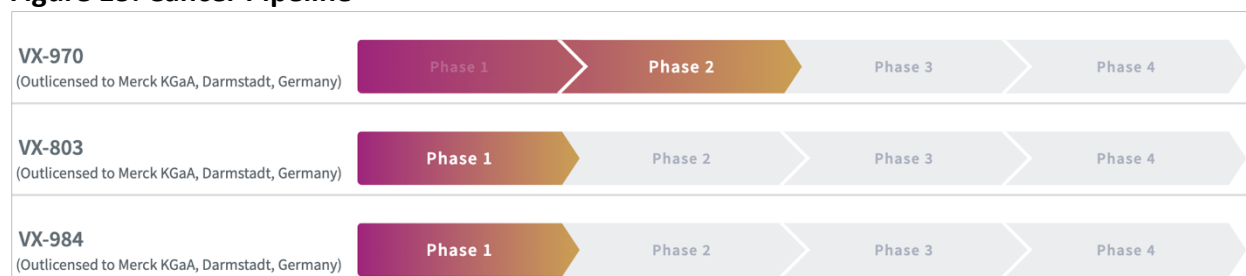 VX-970
(Outlicensed to Merck KGaA, Darmstadt, Germany)
Phase 1 Phase 2 Phase 3 Phase 4
VX-803
(Outlicensed to Merck KGaA, Darmstadt, Germany)
Phase 1 Phase 2 Phase 3 Phase 4
VX-984
(Outlicensed to Merck KGaA, Darmstadt, Germany)
Phase 1 Phase 2 Phase 3 Phase 4